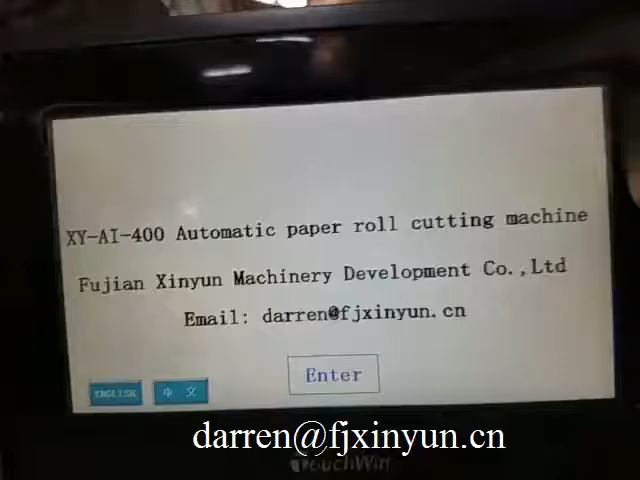 XY-AI-400 Automatic paper roll cutting machine
Fujian Xinyun Machinery Development Co.,Ltd
Email: darren@fjxinyun.cn
Enter
ENGLISH 中 文
darren@fjxinyun.cn
TouchWin